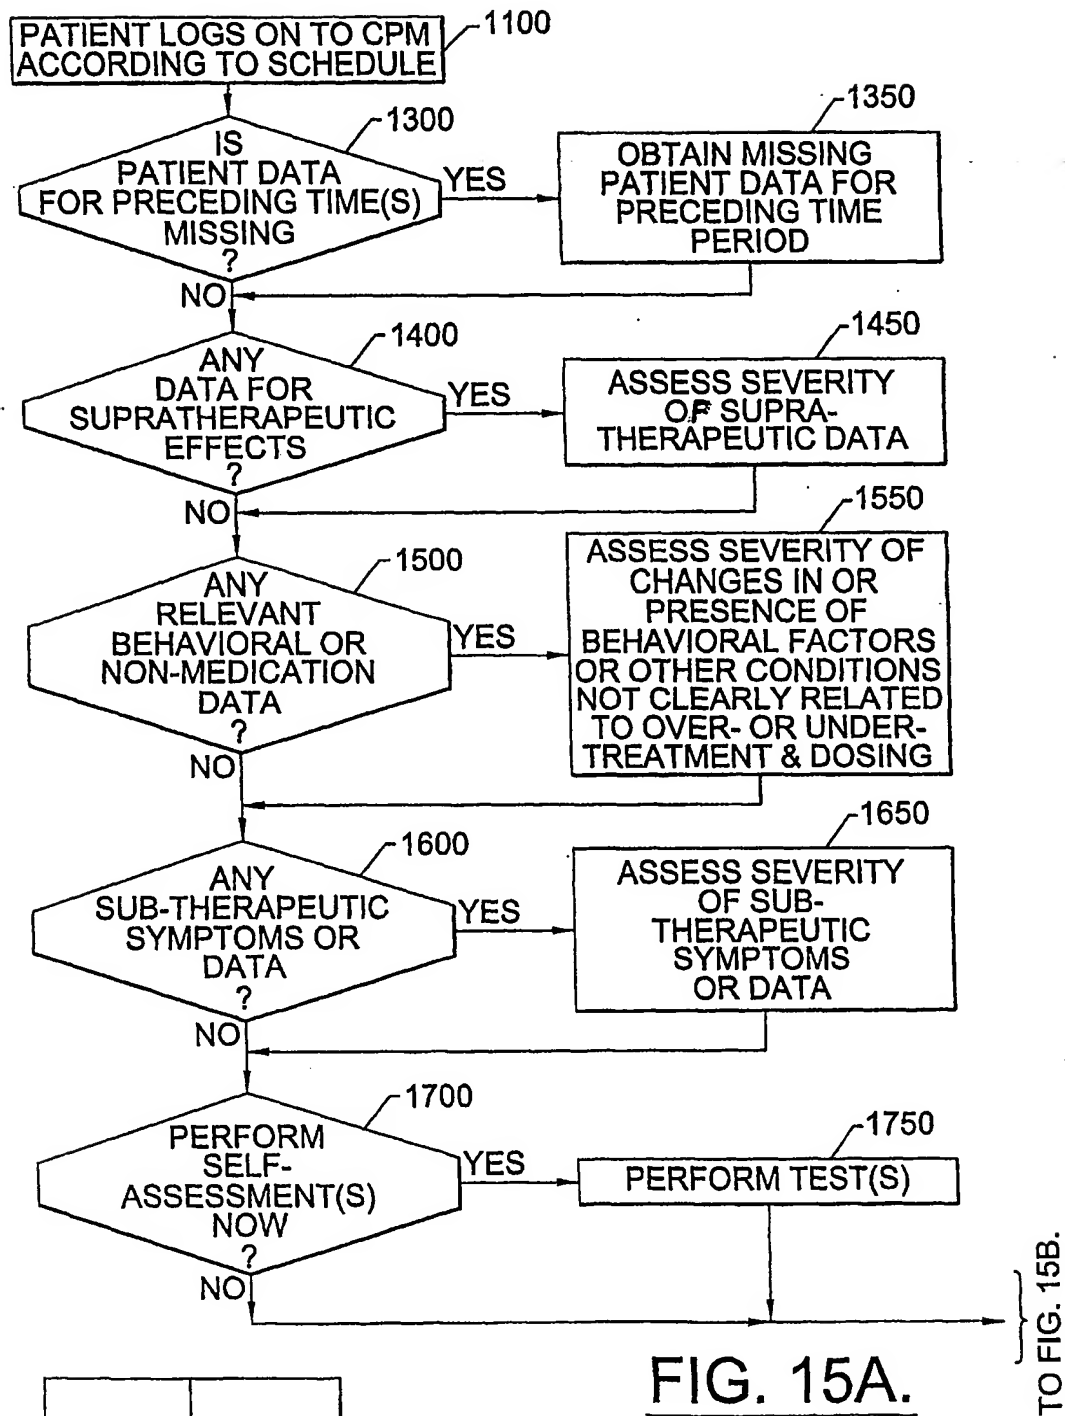 PATIENT LOGS ON TO CPM
ACCORDING TO SCHEDULE
1100
1300
IS
PATIENT DATA
FOR PRECEDING TIME(S)
MISSING
?
YES
NO
1350
OBTAIN MISSING
PATIENT DATA FOR
PRECEDING TIME
PERIOD
1400
ANY
DATA FOR
SUPRATHERAPEUTIC
EFFECTS
?
YES
NO
1450
ASSESS SEVERITY
OF SUPRA-
THERAPEUTIC DATA
1500
ANY
RELEVANT
BEHAVIORAL OR
NON-MEDICATION
DATA
?
YES
NO
1550
ASSESS SEVERITY OF
CHANGES IN OR
PRESENCE OF
BEHAVIORAL FACTORS
OR OTHER CONDITIONS
NOT CLEARLY RELATED
TO OVER- OR UNDER-
TREATMENT & DOSING
1600
ANY
SUB-THERAPEUTIC
SYMPTOMS OR
DATA
?
YES
NO
1650
ASSESS SEVERITY
OF SUB-
THERAPEUTIC
SYMPTOMS
OR DATA
1700
PERFORM
SELF-
ASSESSMENT(S)
NOW
?
YES
NO
1750
PERFORM TEST(S)
TO FIG. 15B.
FIG. 15A.